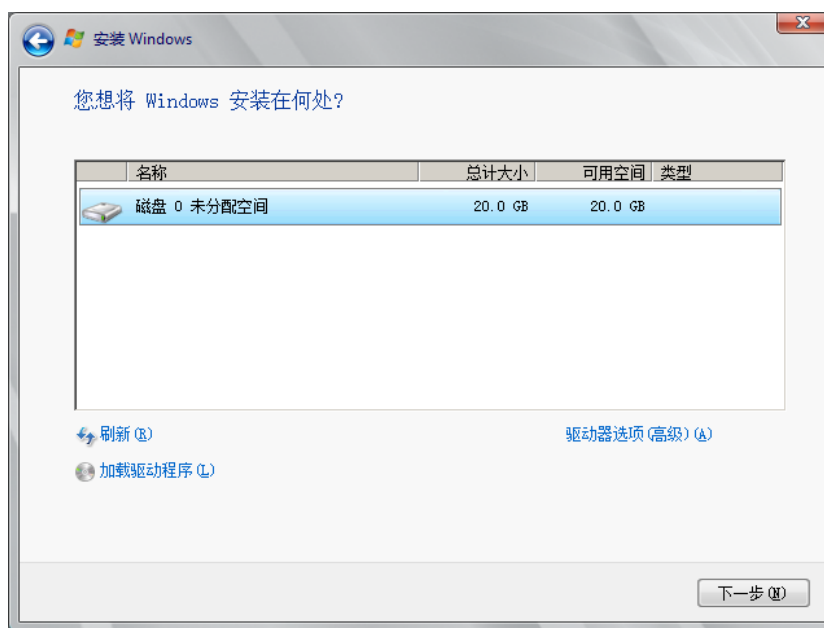 安装 Windows
您想将 Windows 安装在何处?
名称 总计大小 可用空间 类型
磁盘 0 未分配空间 20.0 GB 20.0 GB
刷新(R) 驱动器选项(高级)(A)
加载驱动程序(L)
下一步(N)